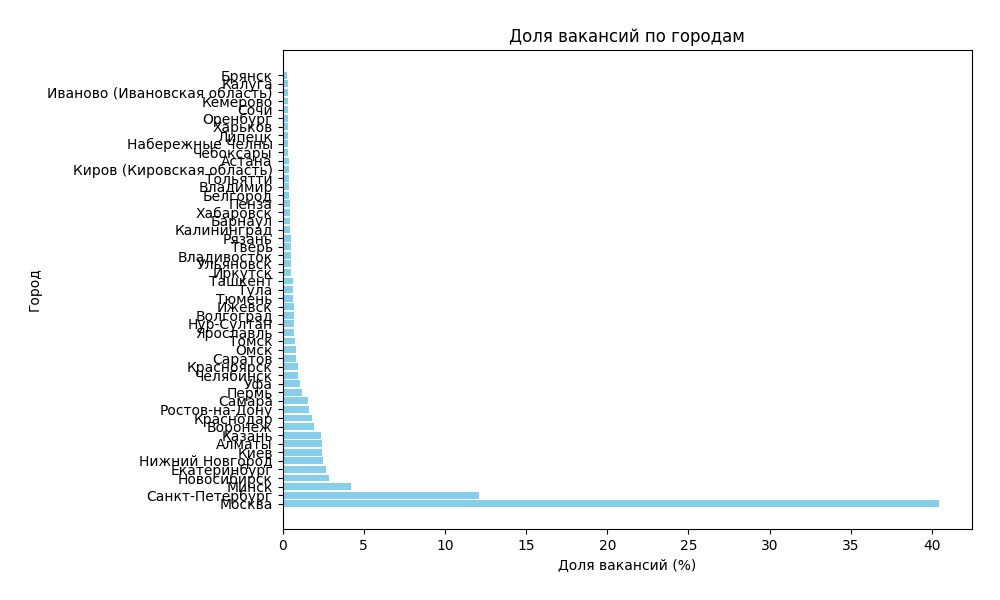 Доля вакансий по городам
Брянск
Калуга
Иваново (Ивановская область)
Кемерово
Сочи
Оренбург
Харьков
Липецк
Набережные Челны
Чебоксары
Астана
Киров (Кировская область)
Тольятти
Владимир
Белгород
Пенза
Хабаровск
Барнаул
Калининград
Рязань
Тверь
Владивосток
Ульяновск
Иркутск
Ташкент
Тула
Тюмень
Ижевск
Волгоград
Нур-Султан
Ярославль
Томск
Омск
Саратов
Красноярск
Челябинск
Уфа
Пермь
Самара
Ростов-на-Дону
Краснодар
Воронеж
Казань
Алматы
Киев
Нижний Новгород
Екатеринбург
Новосибирск
Минск
Санкт-Петербург
Москва
Город
0 5 10 15 20 25 30 35 40
Доля вакансий (%)